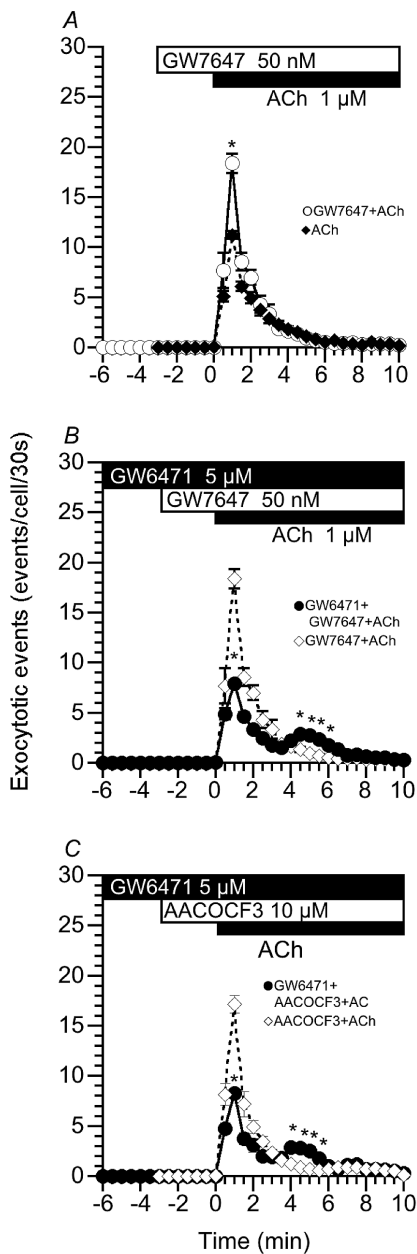 A
30
25
20
15
10
5
0
GW7647 50 nM
ACh 1 µM
*
GW7647+ACh
ACh
-6 -4 -2 0 2 4 6 8 10
Exocytotic events (events/cell/30s)
B
30
25
20
15
10
5
0
GW6471 5 µM
GW7647 50 nM
ACh 1 µM
GW6471+
GW7647+ACh
GW7647+ACh
*
* * * *
-6 -4 -2 0 2 4 6 8 10
C
30
25
20
15
10
5
0
GW6471 5 µM
AACOCF3 10 µM
ACh
GW6471+
AACOCF3+AC
AACOCF3+ACh
*
* * * *
-6 -4 -2 0 2 4 6 8 10
Time (min)